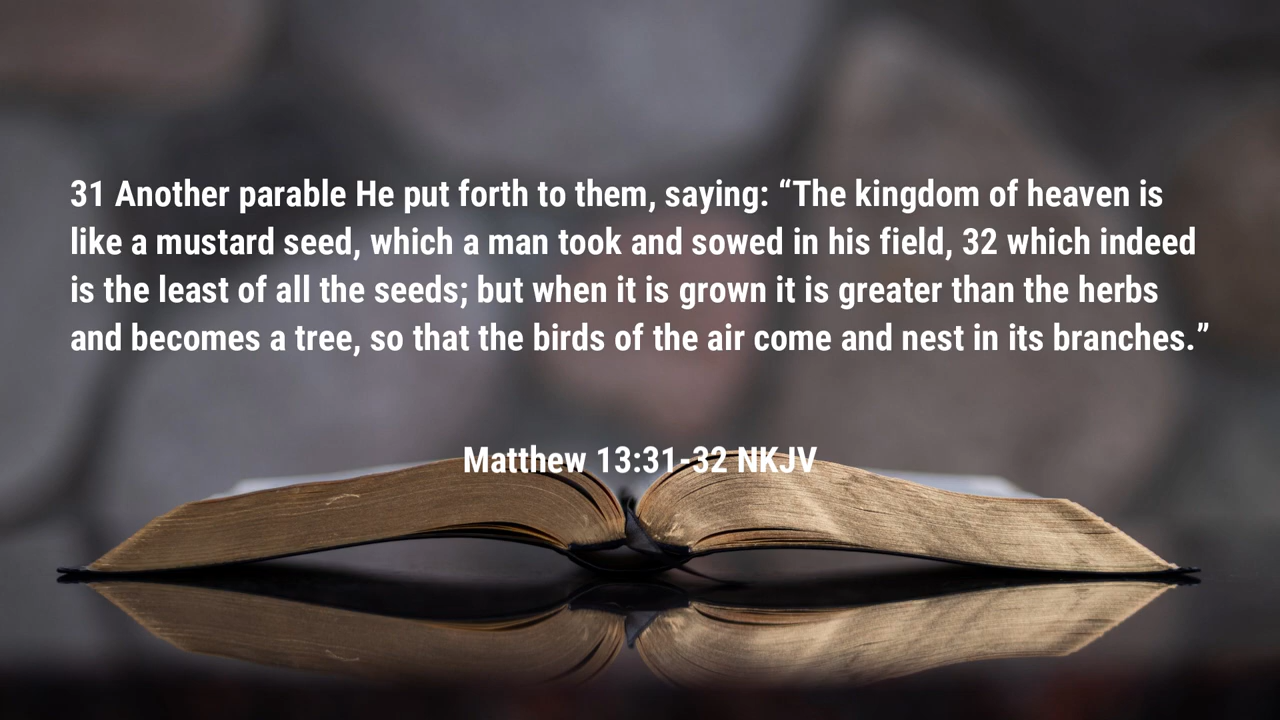 31 Another parable He put forth to them, saying: “The kingdom of heaven is
like a mustard seed, which a man took and sowed in his field, 32 which indeed
is the least of all the seeds; but when it is grown it is greater than the herbs
and becomes a tree, so that the birds of the air come and nest in its branches.”
Matthew 13:31-32 NKJV